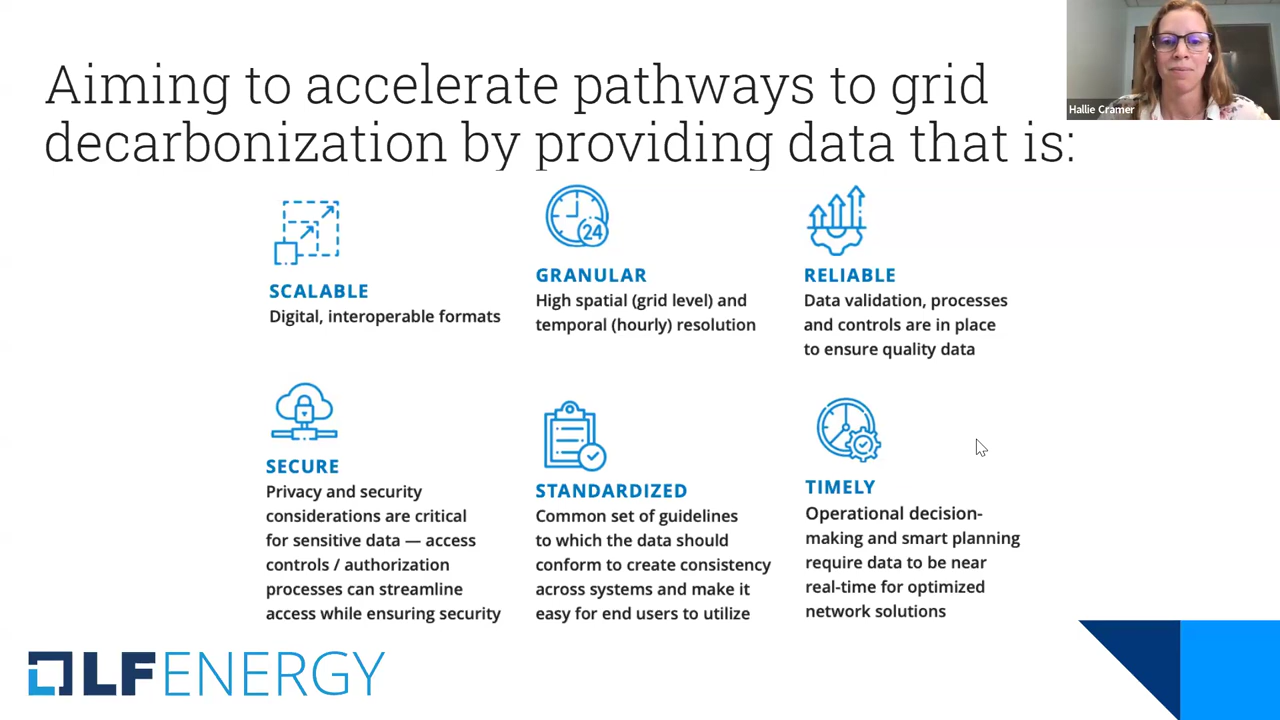 Aiming to accelerate pathways to grid
decarbonization by providing data that is:
Hallie Cramer
SCALABLE
Digital, interoperable formats
24
GRANULAR
High spatial (grid level) and
temporal (hourly) resolution
RELIABLE
Data validation, processes
and controls are in place
to ensure quality data
SECURE
Privacy and security
considerations are critical
for sensitive data — access
controls / authorization
processes can streamline
access while ensuring security
STANDARDIZED
Common set of guidelines
to which the data should
conform to create consistency
across systems and make it
easy for end users to utilize
TIMELY
Operational decision-
making and smart planning
require data to be near
real-time for optimized
network solutions
LFENERGY